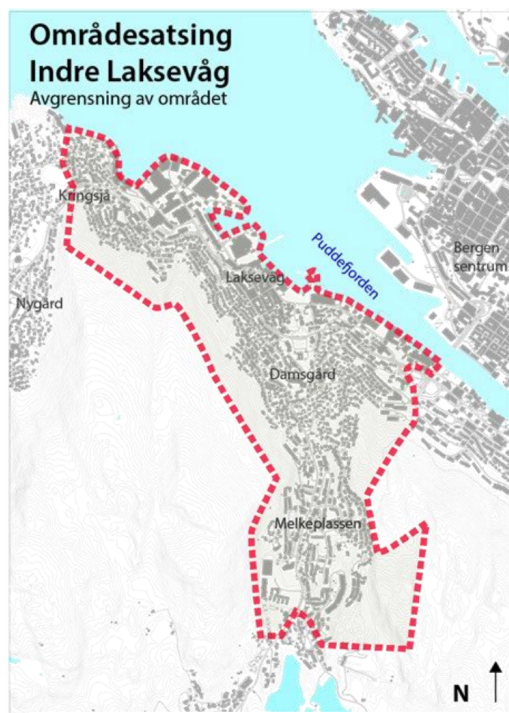 Områdesatsing
Indre Laksevåg
Avgrensning av området
Kringsjå
Puddefjorden
Bergen
sentrum
Laksevåg
Nygård
Damsgård
Melkeplassen
N